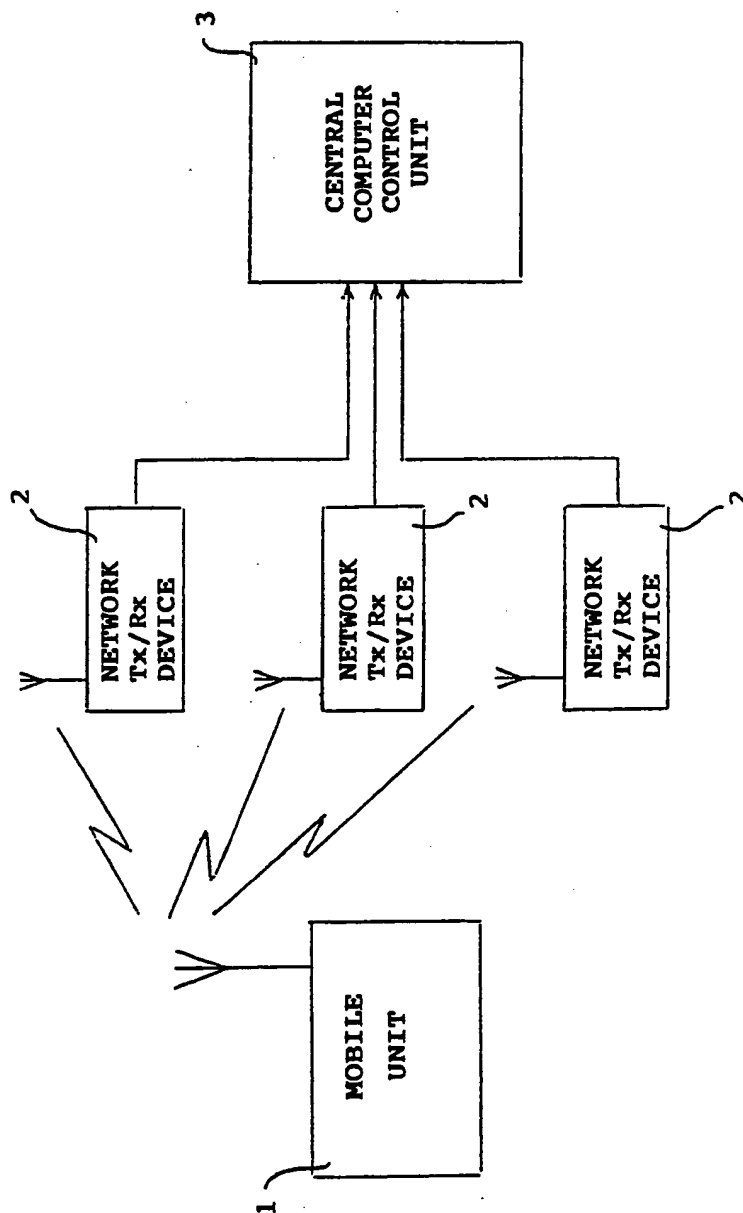 3
CENTRAL
COMPUTER
CONTROL
UNIT
2
NETWORK
Tx/Rx
DEVICE
2
NETWORK
Tx/Rx
DEVICE
2
NETWORK
Tx/Rx
DEVICE
MOBILE
UNIT
1